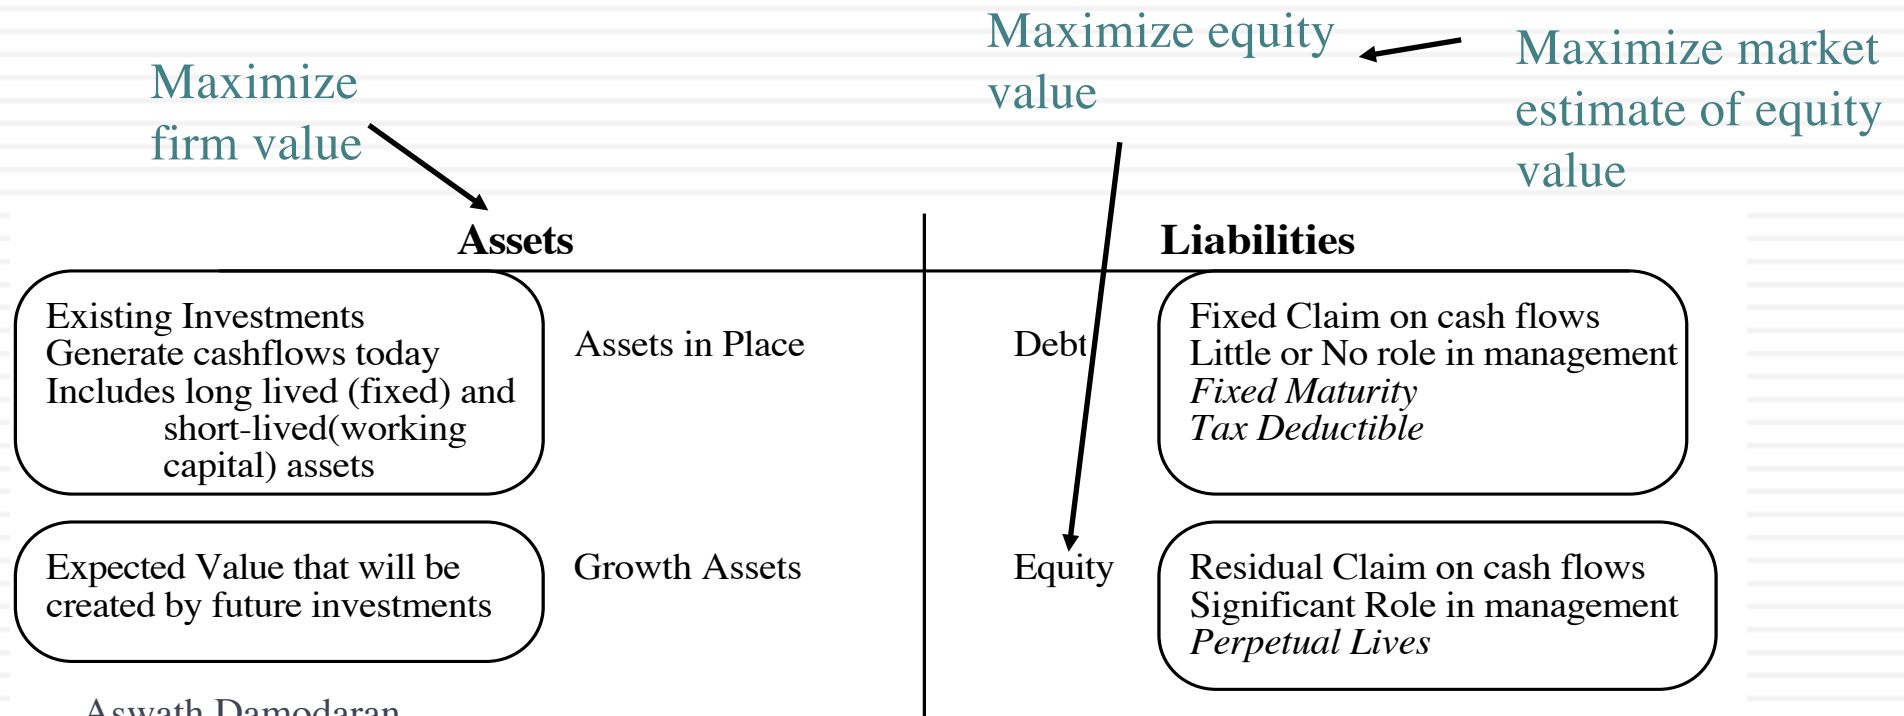 Maximize equity
value
Maximize market
estimate of equity
value
Maximize
firm value
Assets
Liabilities
Existing Investments
Generate cashflows today
Includes long lived (fixed) and
short-lived(working
capital) assets
Assets in Place
Debt
Fixed Claim on cash flows
Little or No role in management
Fixed Maturity
Tax Deductible
Expected Value that will be
created by future investments
Growth Assets
Equity
Residual Claim on cash flows
Significant Role in management
Perpetual Lives
Aswath Damodaran